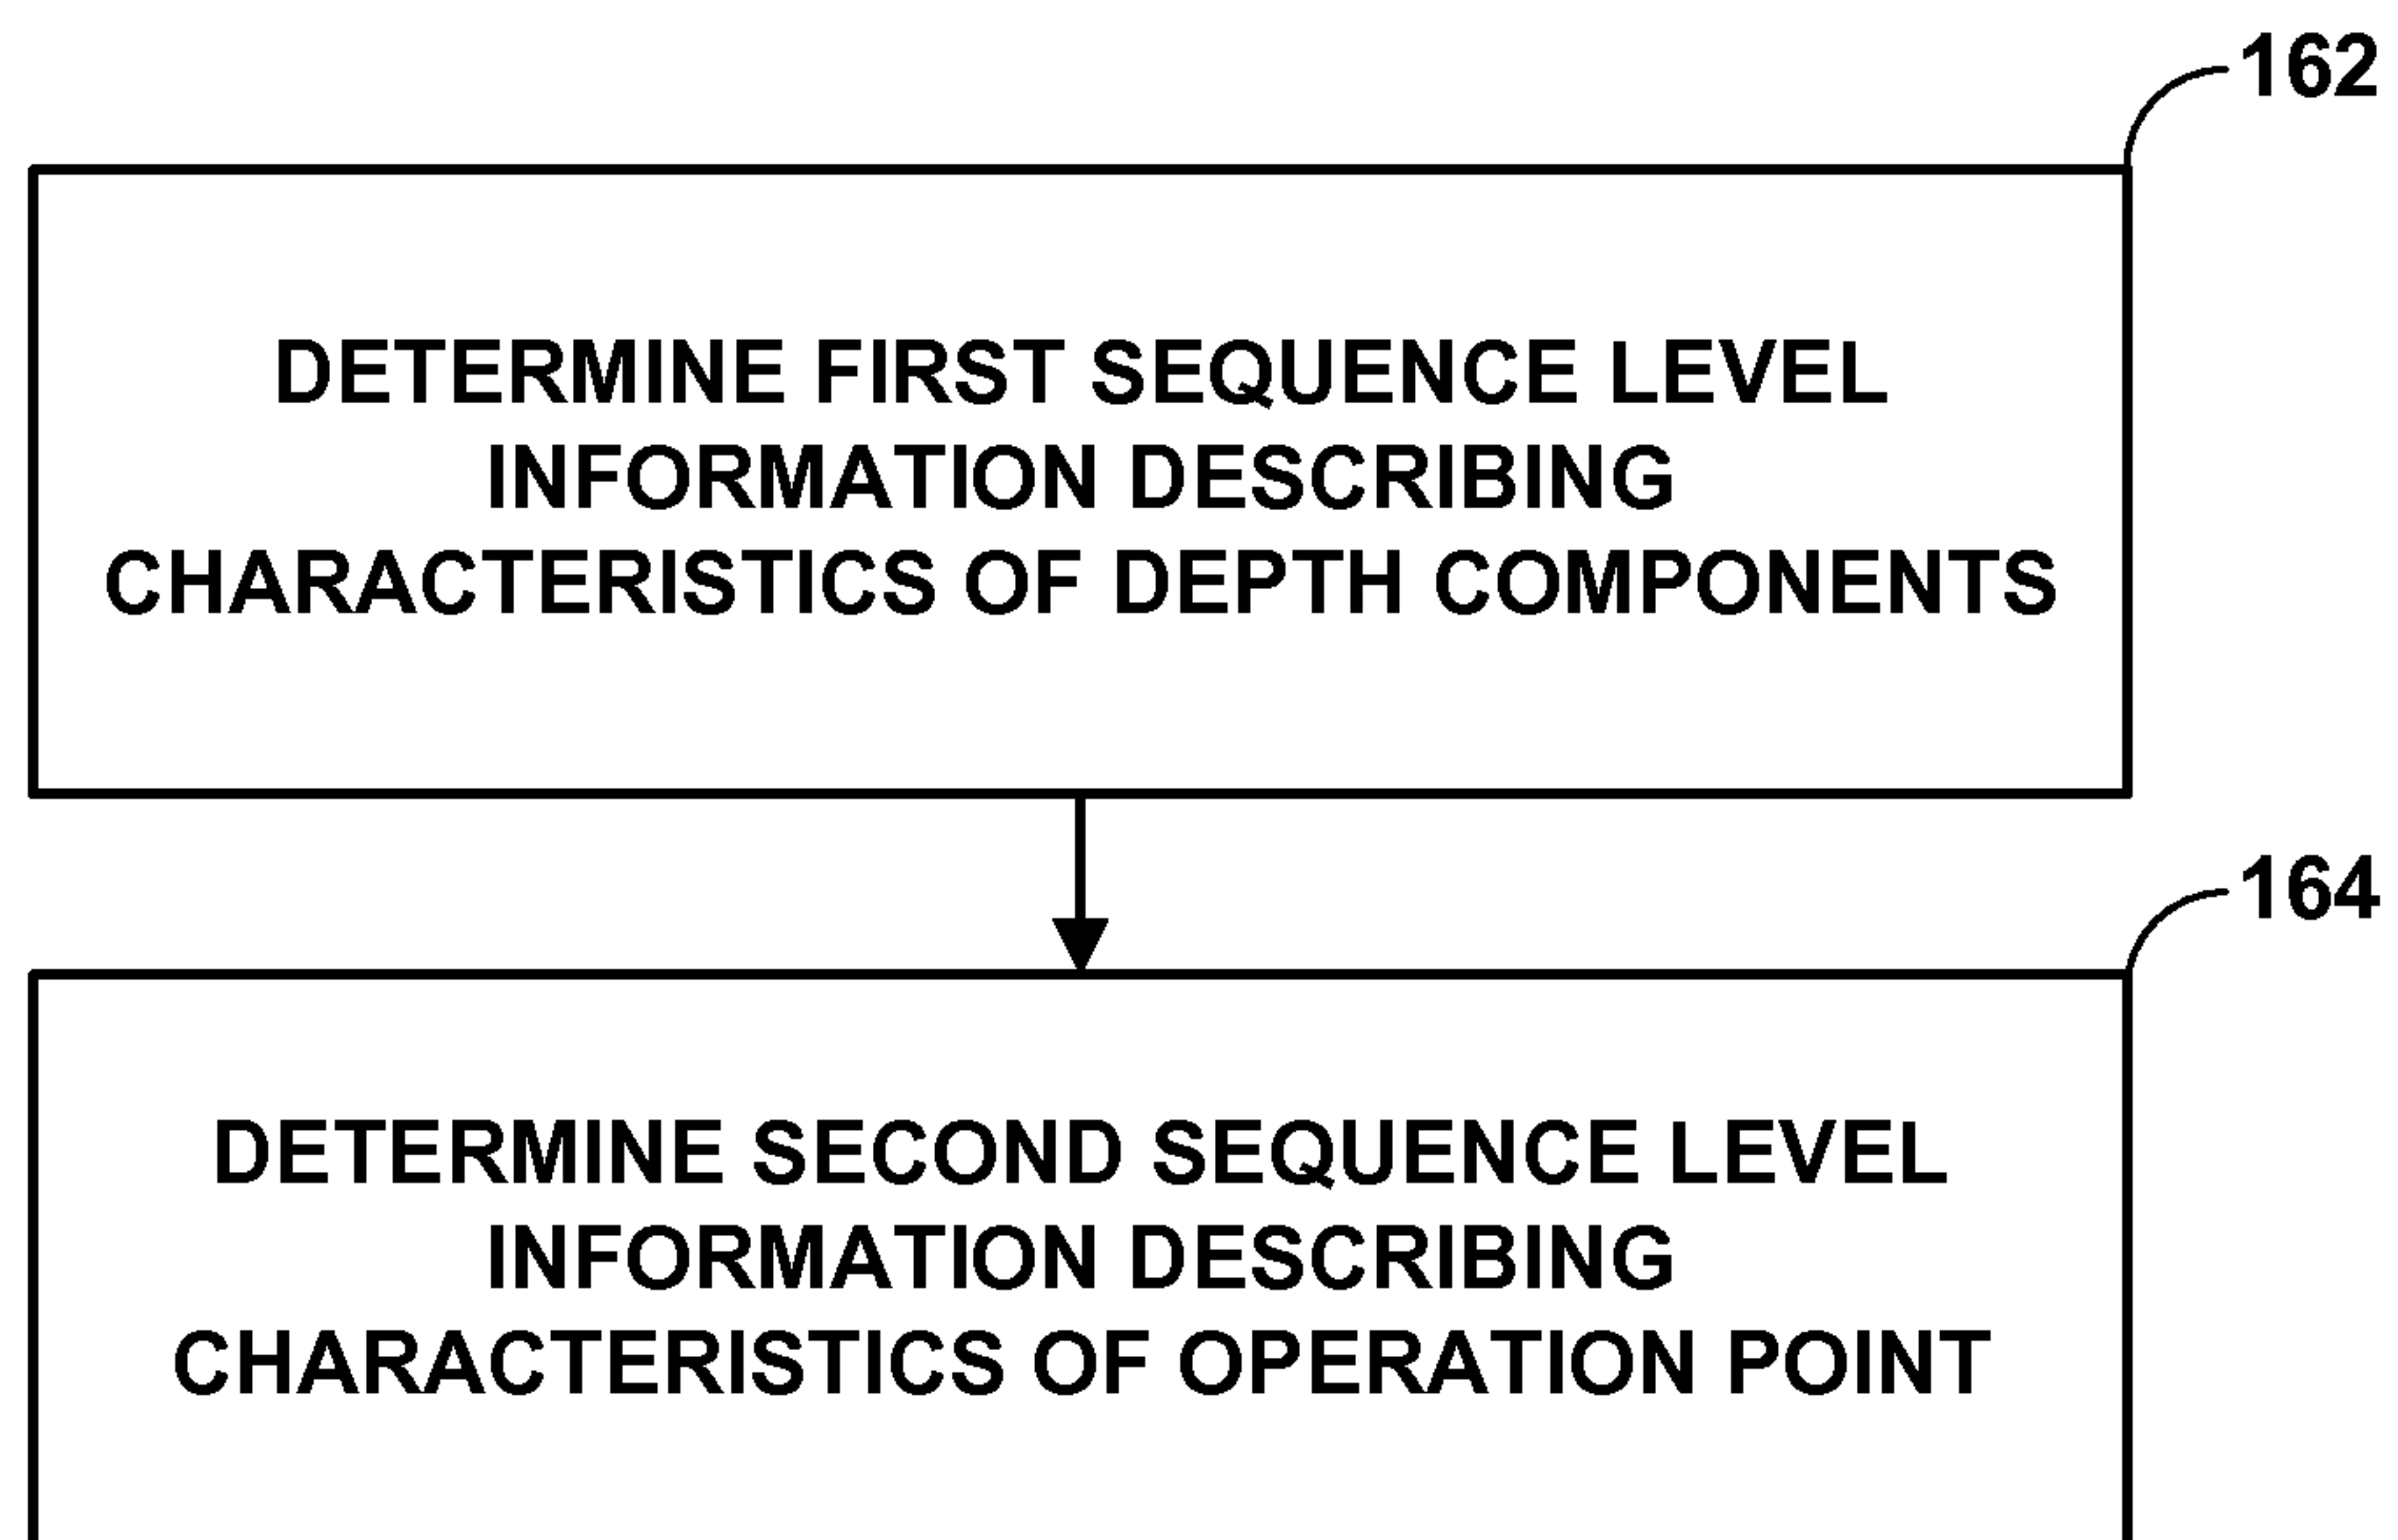 162
DETERMINE FIRST SEQUENCE LEVEL
INFORMATION DESCRIBING
CHARACTERISTICS OF DEPTH COMPONENTS
164
DETERMINE SECOND SEQUENCE LEVEL
INFORMATION DESCRIBING
CHARACTERISTICS OF OPERATION POINT